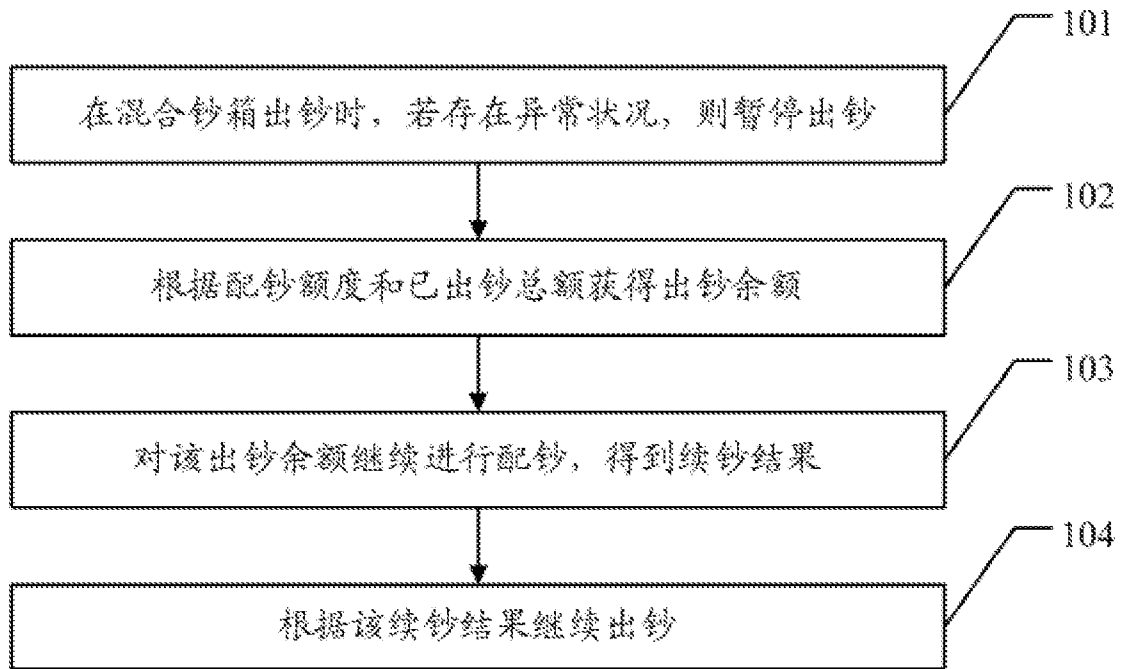 101
在混合钞箱出钞时，若存在异常状况，则暂停出钞
102
根据配钞额度和已出钞总额获得出钞余额
103
对该出钞余额继续进行配钞，得到续钞结果
104
根据该续钞结果继续出钞